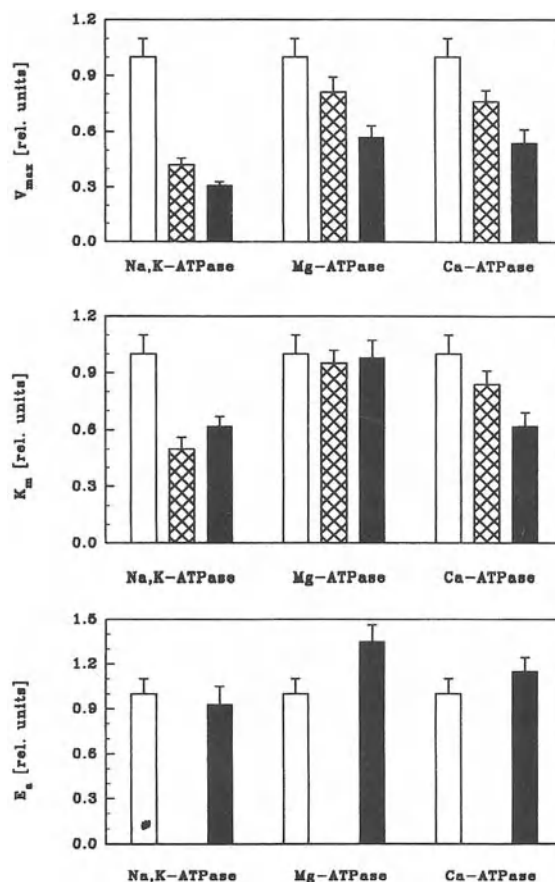 1.2
0.9
0.6
0.3
0.0
V_max [rel. units]
Na,K-ATPase Mg-ATPase Ca-ATPase
1.2
0.9
0.6
0.3
0.0
K_m [rel. units]
Na,K-ATPase Mg-ATPase Ca-ATPase
1.5
1.2
0.9
0.6
0.3
0.0
E_a [rel. units]
Na,K-ATPase Mg-ATPase Ca-ATPase